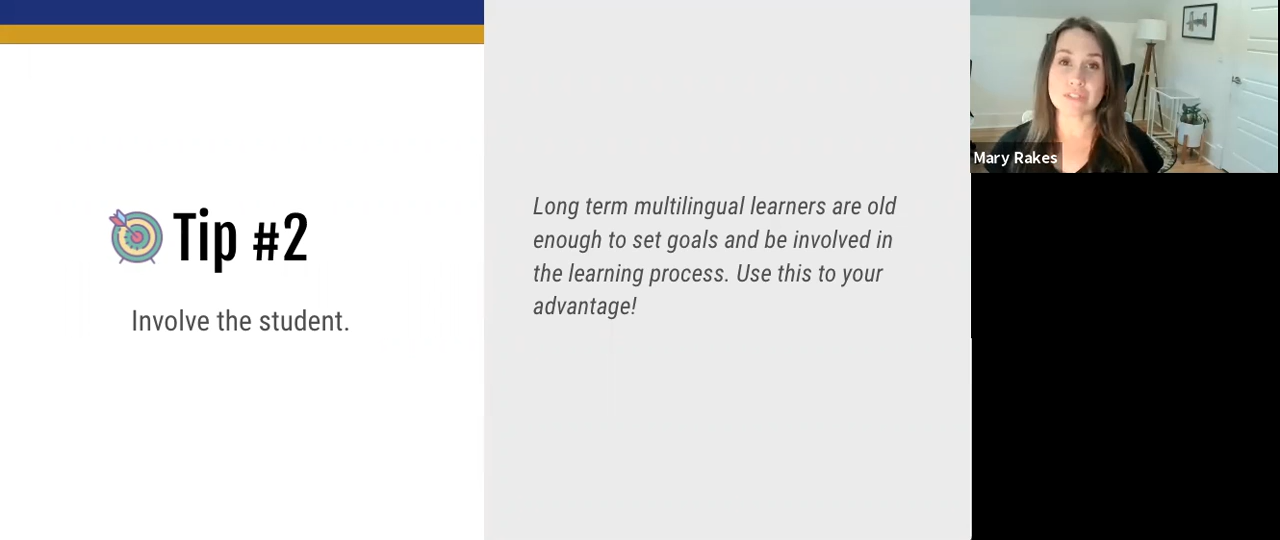 Tip #2
Involve the student.
Long term multilingual learners are old
enough to set goals and be involved in
the learning process. Use this to your
advantage!
Mary Rakes